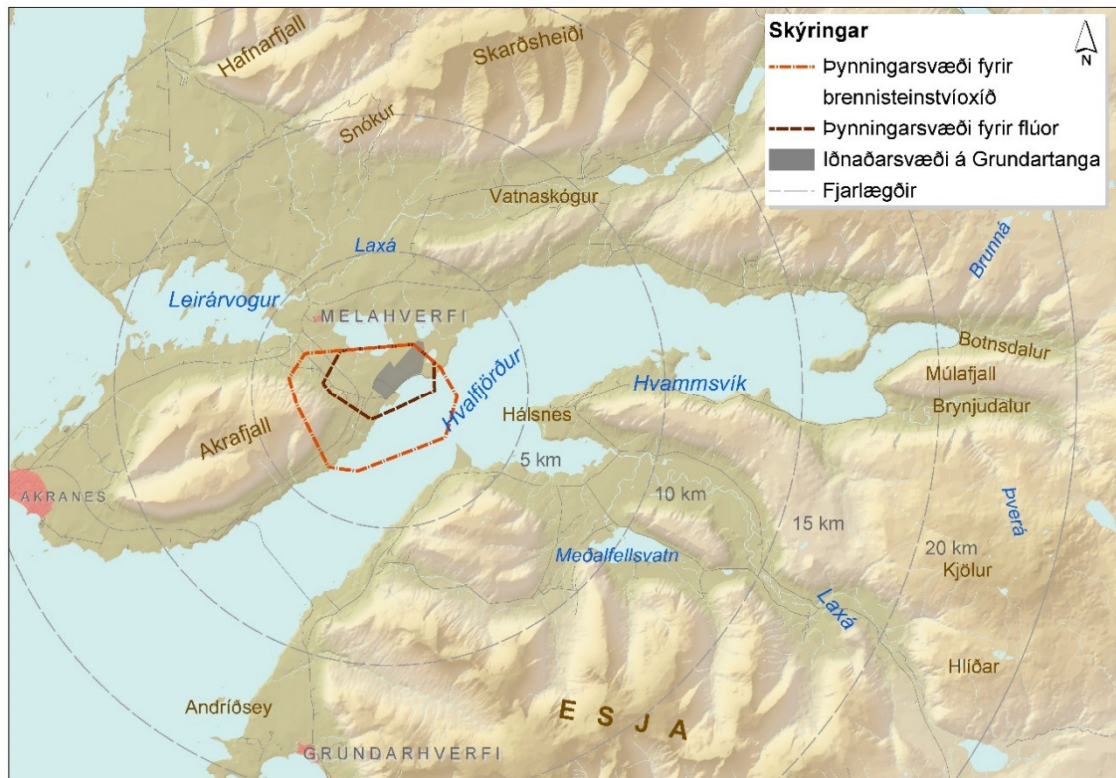 Skýringar
N
Þynningarsvæði fyrir
brennisteinstvíoxíð
Þynningarsvæði fyrir flúor
Iðnaðarsvæði á Grundartanga
Fjarlægðir
Hafnarfjall
Skarðsheiði
Snókur
Vatnaskógur
Laxá
Brunná
Leirárvogur
MELAHVERFI
Botnsdalur
Múlafjall
Hvalfjörður
Hvammsvík
Brynjudalur
Hálsnes
Akrafjall
5 km
AKRANES
10 km
15 km
Þverá
20 km
Meðalfellsvatn
Kjölur
Laxá
Hlíðar
Andríðsey
ESJA
GRUNDARHVERFI